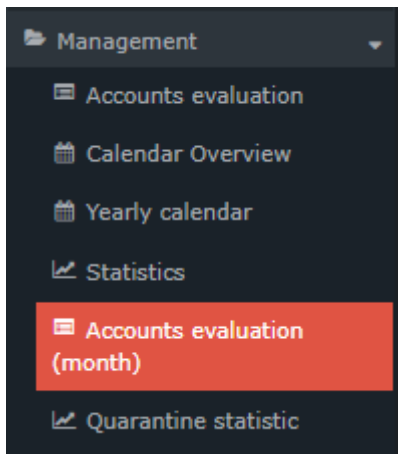 Management
Accounts evaluation
Calendar Overview
Yearly calendar
Statistics
Accounts evaluation
(month)
Quarantine statistic